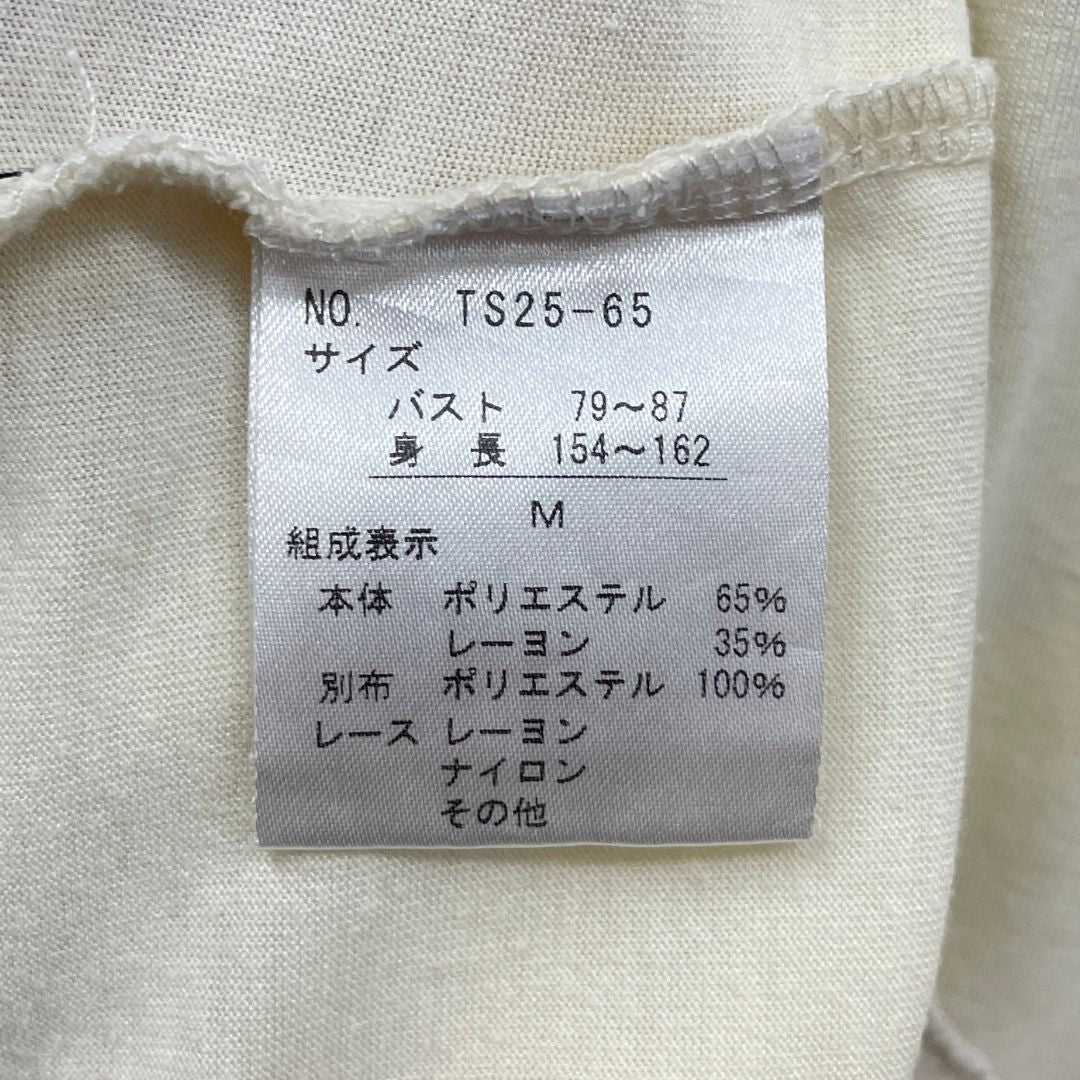 NO. TS25-65
サイズ
バスト 79〜87
身長 154〜162
M
組成表示
本体 ポリエステル 65%
レーヨン 35%
別布 ポリエステル 100%
レース レーヨン
ナイロン
その他